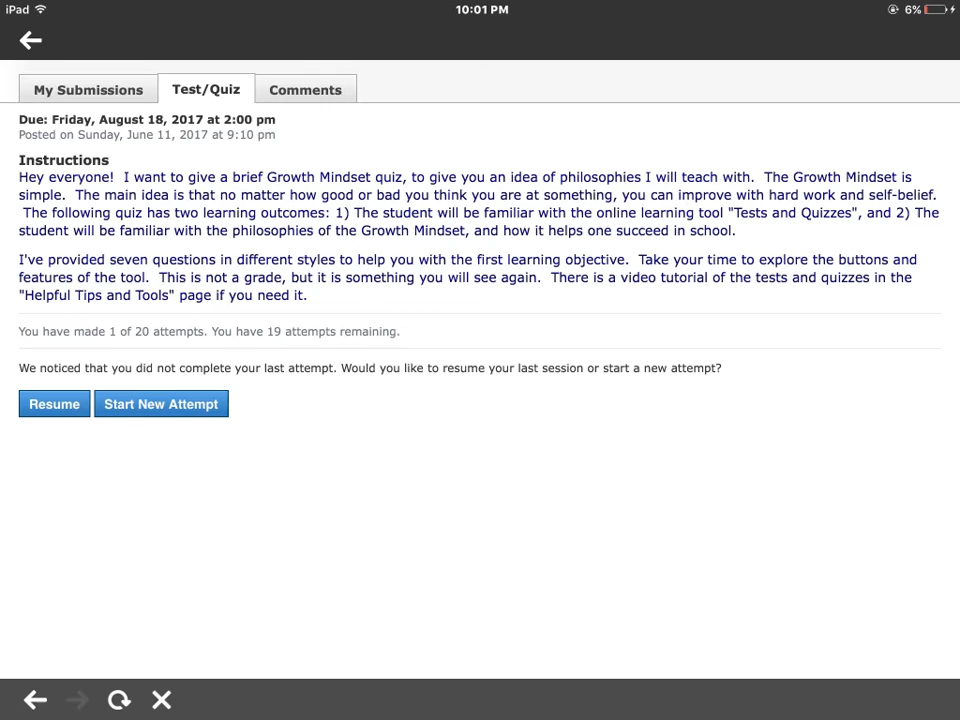 iPad 10:01 PM 6%
My Submissions Test/Quiz Comments
Due: Friday, August 18, 2017 at 2:00 pm
Posted on Sunday, June 11, 2017 at 9:10 pm
Instructions
Hey everyone!  I want to give a brief Growth Mindset quiz, to give you an idea of philosophies I will teach with.  The Growth Mindset is
simple.  The main idea is that no matter how good or bad you think you are at something, you can improve with hard work and self-belief.
The following quiz has two learning outcomes: 1) The student will be familiar with the online learning tool "Tests and Quizzes", and 2) The
student will be familiar with the philosophies of the Growth Mindset, and how it helps one succeed in school.
I've provided seven questions in different styles to help you with the first learning objective.  Take your time to explore the buttons and
features of the tool.  This is not a grade, but it is something you will see again.  There is a video tutorial of the tests and quizzes in the
"Helpful Tips and Tools" page if you need it.
You have made 1 of 20 attempts. You have 19 attempts remaining.
We noticed that you did not complete your last attempt. Would you like to resume your last session or start a new attempt?
Resume Start New Attempt